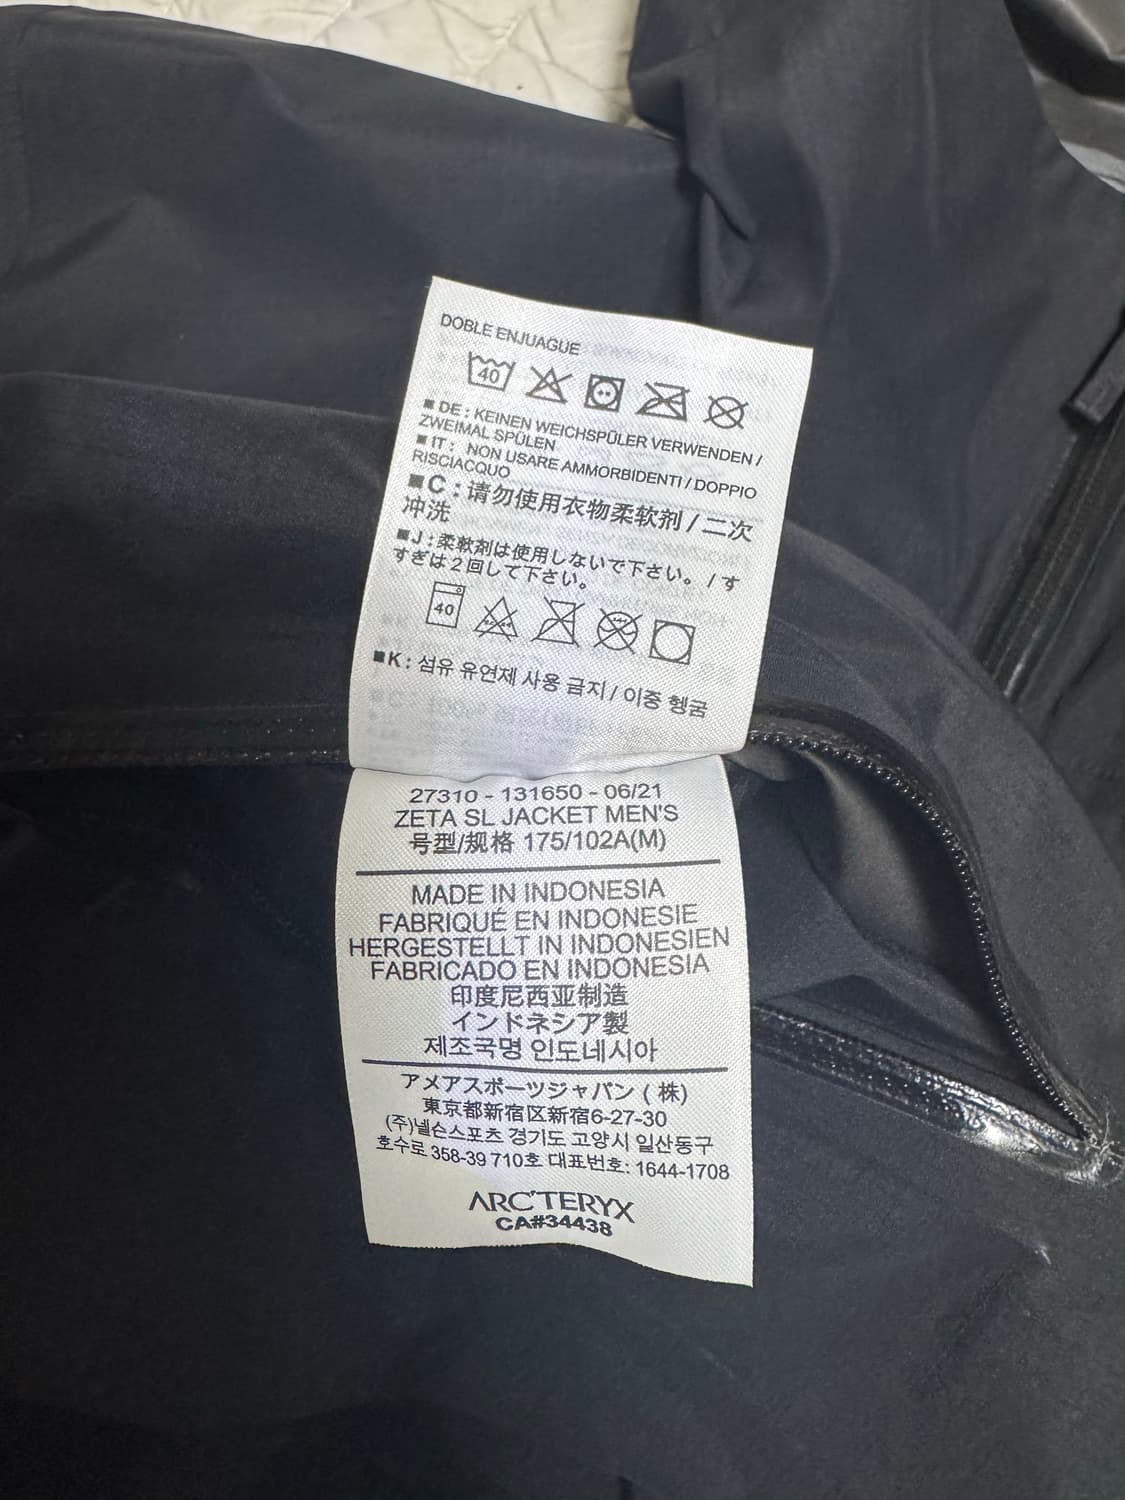 DOBLE ENJUAGUE
40
■ DE : KEINEN WEICHSPÜLER VERWENDEN /
ZWEIMAL SPÜLEN
■ IT : NON USARE AMMORBIDENTI / DOPPIO
RISCIACQUO
■ C : 请勿使用衣物柔软剂 / 二次
冲洗
■ J : 柔軟剤は使用しないで下さい。 / す
すぎは2回して下さい。
40
■ K : 섬유 유연제 사용 금지 / 이중 헹굼
27310 - 131650 - 06/21
ZETA SL JACKET MEN'S
号型/规格 175/102A(M)
MADE IN INDONESIA
FABRIQUÉ EN INDONESIE
HERGESTELLT IN INDONESIEN
FABRICADO EN INDONESIA
印度尼西亚制造
インドネシア製
제조국명 인도네시아
アメアスポーツジャパン ( 株)
東京都新宿区新宿6-27-30
(주)넬슨스포츠 경기도 고양시 일산동구
호수로 358-39 710호 대표번호: 1644-1708
ARC'TERYX
CA#34438